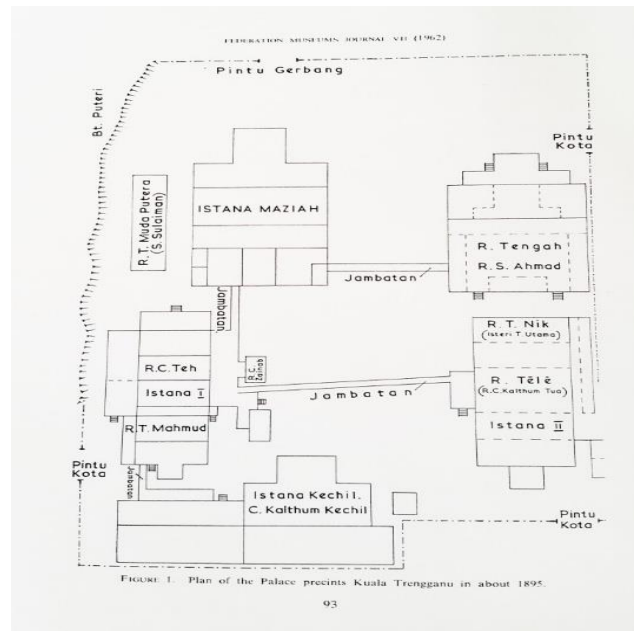 FEDERATION MUSEUMS JOURNAL VII (1962)
Pintu Gerbang
Bt. Puteri
Pintu
Kota
R.T. Muda Putera
(S. Sulaiman)
ISTANA MAZIAH
R. Tengah
R.S. Ahmad
Jambatan
Jambatan
R.T. Nik
(Isteri T. Utama)
R.C. Teh
R.C.
Zainab
Istana I
Jambatan
R. Tēlē
(R.C. Kalthum Tua)
R.T. Mahmud
Istana II
Pintu
Kota
Jambatan
Istana Kechil.
C. Kalthum Kechil
Pintu
Kota
FIGURE 1. Plan of the Palace precints Kuala Trengganu in about 1895.
93